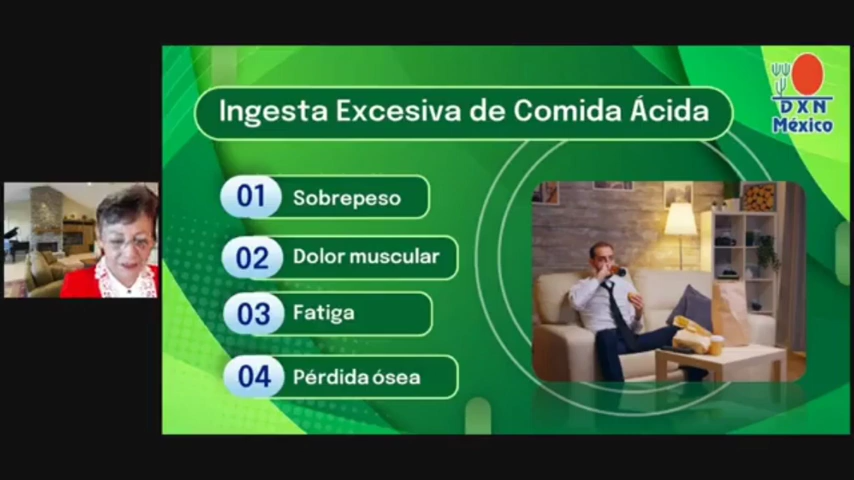 Ingesta Excesiva de Comida Ácida
DXN
México
01 Sobrepeso
02 Dolor muscular
03 Fatiga
04 Pérdida ósea